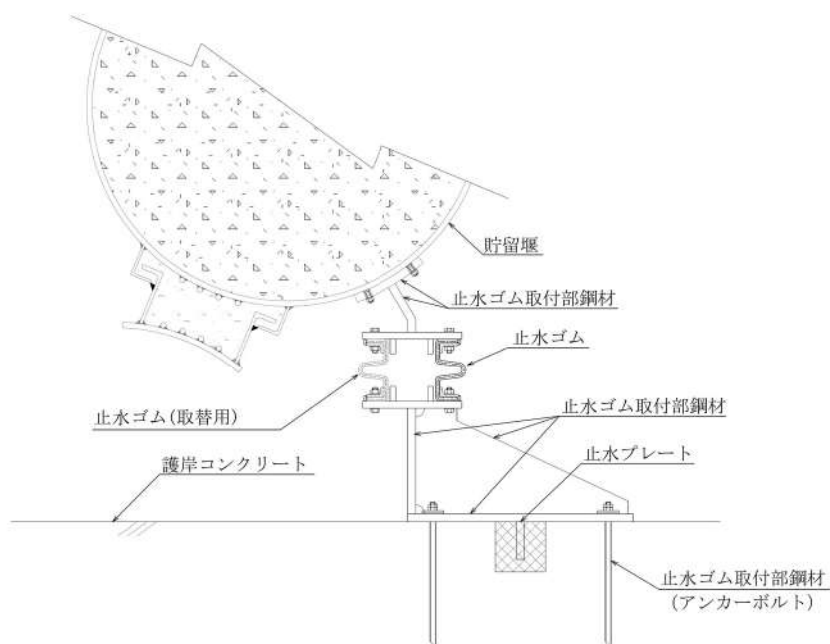 貯留堰
止水ゴム取付部鋼材
止水ゴム
止水ゴム(取替用)
止水ゴム取付部鋼材
護岸コンクリート
止水プレート
止水ゴム取付部鋼材
(アンカーボルト)